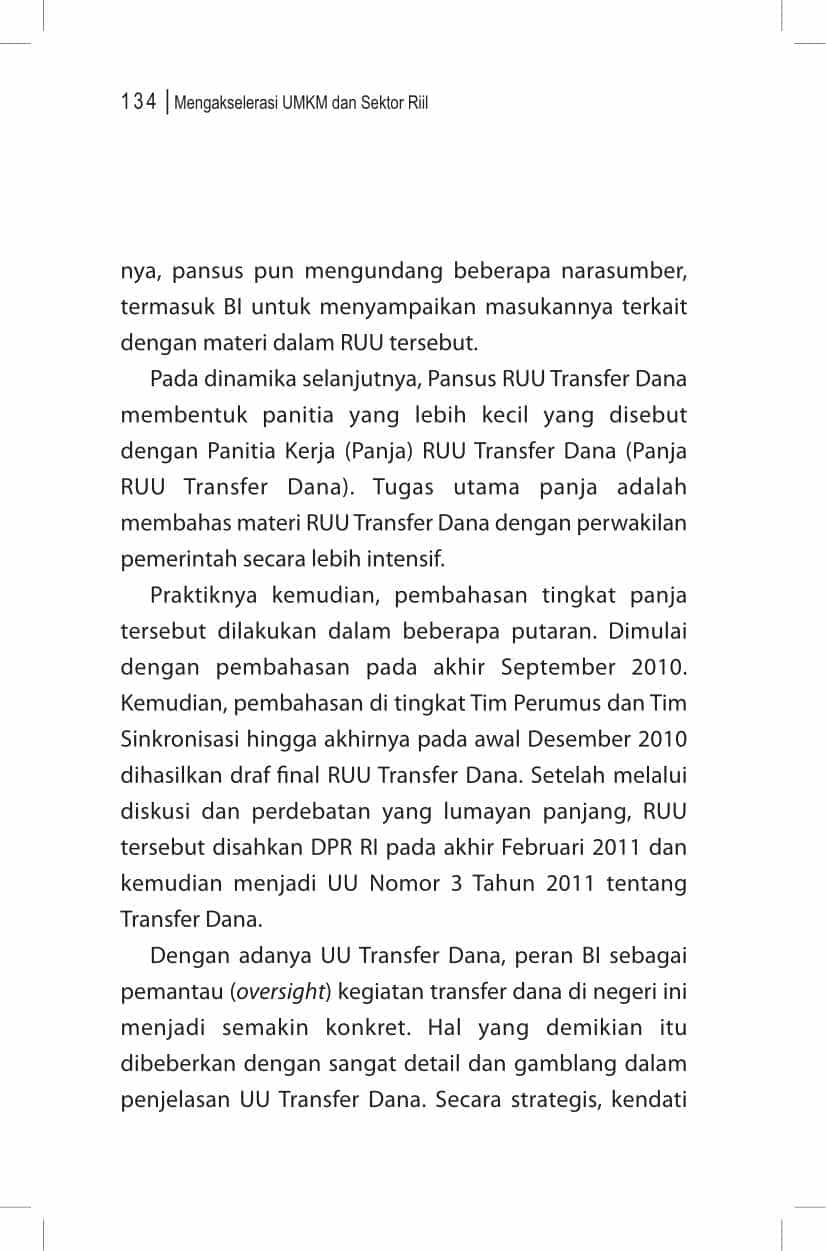 134 | Mengakselerasi UMKM dan Sektor Riil
nya, pansus pun mengundang beberapa narasumber,
termasuk BI untuk menyampaikan masukannya terkait
dengan materi dalam RUU tersebut.
Pada dinamika selanjutnya, Pansus RUU Transfer Dana
membentuk panitia yang lebih kecil yang disebut
dengan Panitia Kerja (Panja) RUU Transfer Dana (Panja
RUU Transfer Dana). Tugas utama panja adalah
membahas materi RUU Transfer Dana dengan perwakilan
pemerintah secara lebih intensif.
Praktiknya kemudian, pembahasan tingkat panja
tersebut dilakukan dalam beberapa putaran. Dimulai
dengan pembahasan pada akhir September 2010.
Kemudian, pembahasan di tingkat Tim Perumus dan Tim
Sinkronisasi hingga akhirnya pada awal Desember 2010
dihasilkan draf final RUU Transfer Dana. Setelah melalui
diskusi dan perdebatan yang lumayan panjang, RUU
tersebut disahkan DPR RI pada akhir Februari 2011 dan
kemudian menjadi UU Nomor 3 Tahun 2011 tentang
Transfer Dana.
Dengan adanya UU Transfer Dana, peran BI sebagai
pemantau (oversight) kegiatan transfer dana di negeri ini
menjadi semakin konkret. Hal yang demikian itu
dibeberkan dengan sangat detail dan gamblang dalam
penjelasan UU Transfer Dana. Secara strategis, kendati